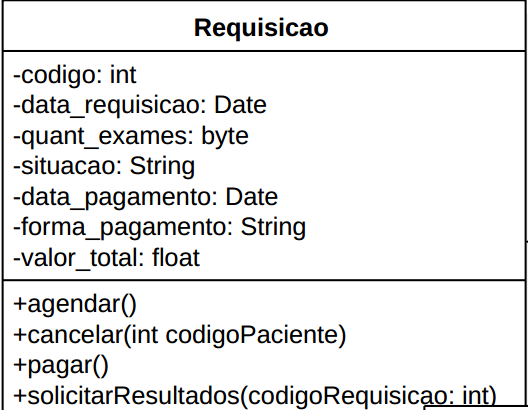 Requisicao
-codigo: int
-data_requisicao: Date
-quant_exames: byte
-situacao: String
-data_pagamento: Date
-forma_pagamento: String
-valor_total: float
+agendar()
+cancelar(int codigoPaciente)
+pagar()
+solicitarResultados(codigoRequisicao: int)